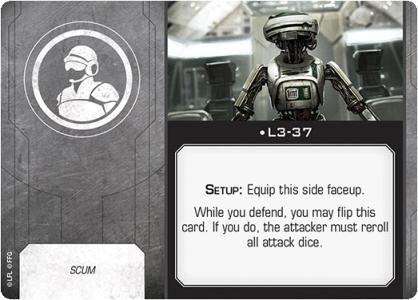 •L3-37
SETUP: Equip this side faceup.
While you defend, you may flip this
card. If you do, the attacker must reroll
all attack dice.
SCUM
©LFL ©FFG